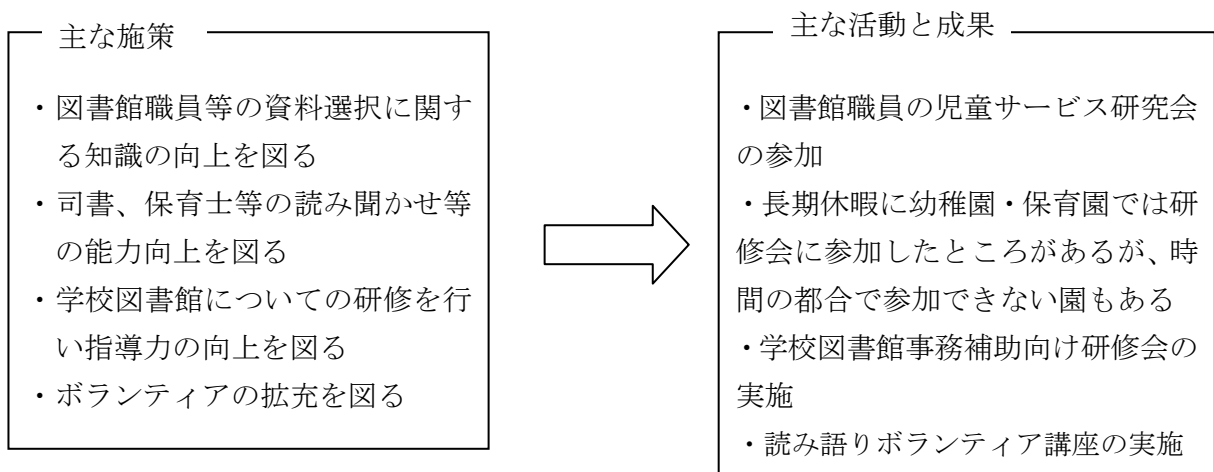 主な施策
・図書館職員等の資料選択に関す
る知識の向上を図る
・司書、保育士等の読み聞かせ等
の能力向上を図る
・学校図書館についての研修を行
い指導力の向上を図る
・ボランティアの拡充を図る
主な活動と成果
・図書館職員の児童サービス研究会
の参加
・長期休暇に幼稚園・保育園では研
修会に参加したところがあるが、時
間の都合で参加できない園もある
・学校図書館事務補助向け研修会の
実施
・読み語りボランティア講座の実施